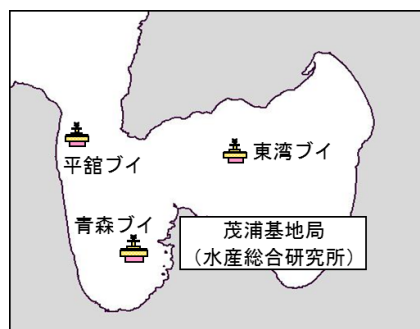 平舘ブイ
東湾ブイ
青森ブイ
茂浦基地局
（水産総合研究所）